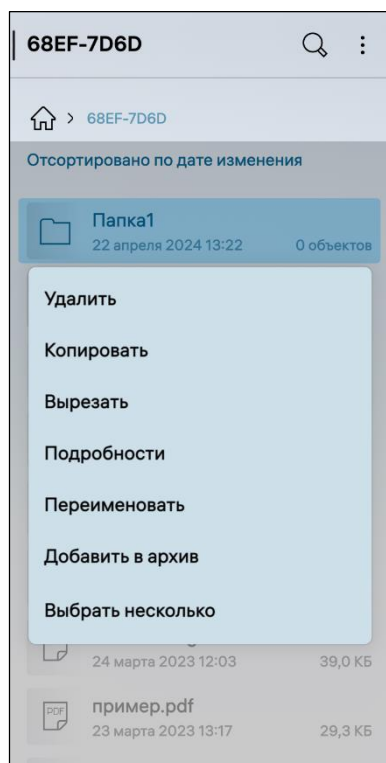 68EF-7D6D
68EF-7D6D
Отсортировано по дате изменения
Папка1
22 апреля 2024 13:22 0 объектов
Удалить
Копировать
Вырезать
Подробности
Переименовать
Добавить в архив
Выбрать несколько
24 марта 2023 12:03 39,0 КБ
PDF
пример.pdf
23 марта 2023 13:17 29,3 КБ